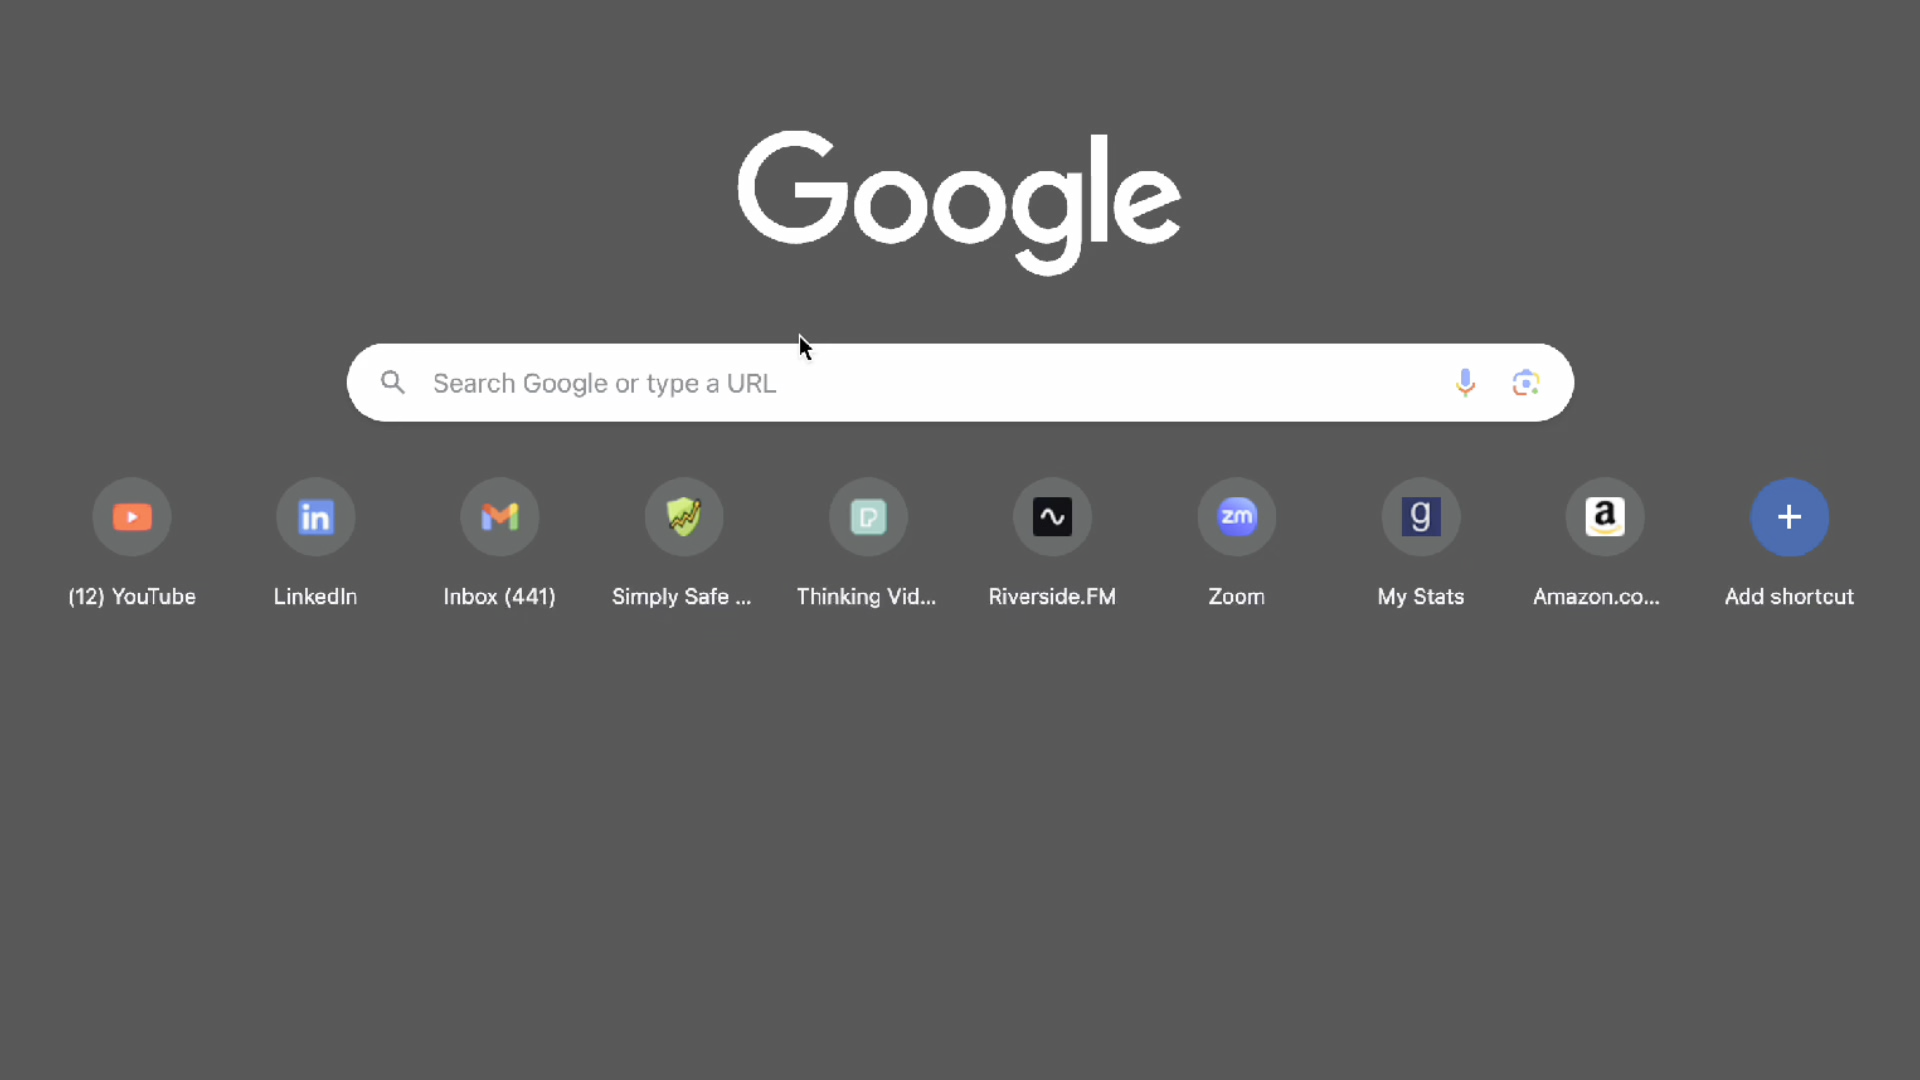 Google
Search Google or type a URL
(12) YouTube
LinkedIn
Inbox (441)
Simply Safe ...
Thinking Vid...
Riverside.FM
Zoom
My Stats
Amazon.co...
Add shortcut